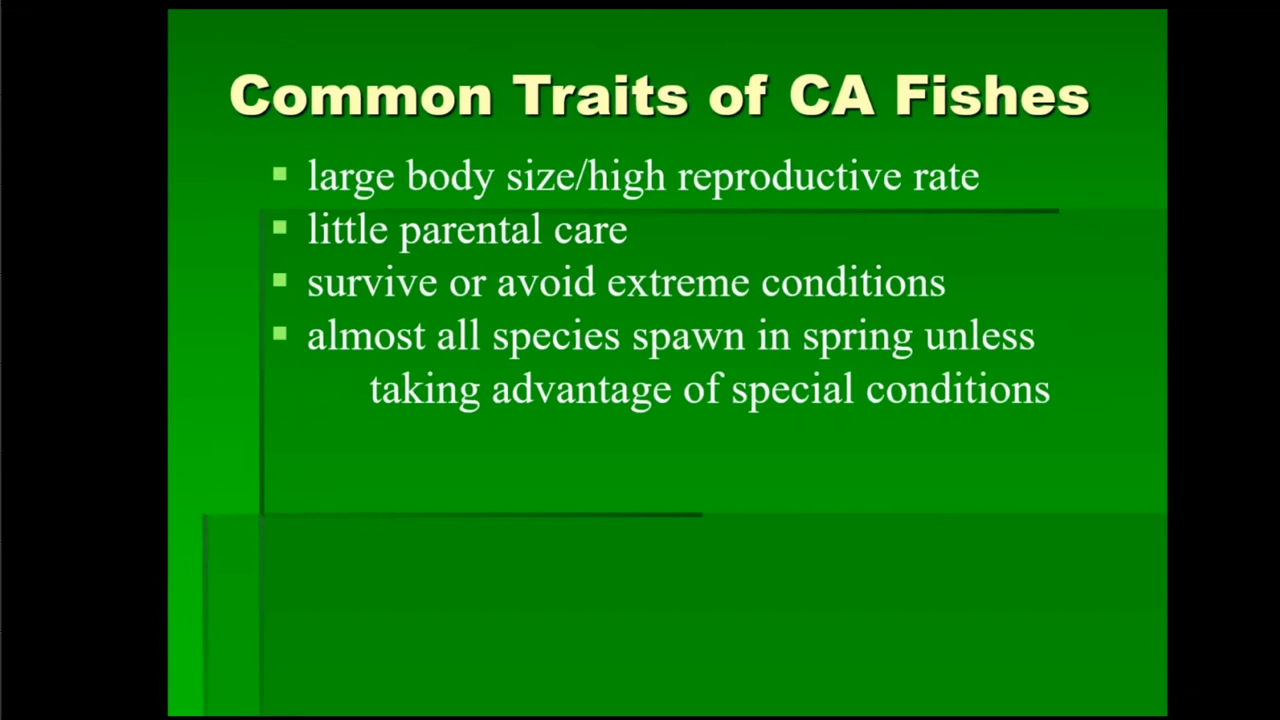 Common Traits of CA Fishes
large body size/high reproductive rate
little parental care
survive or avoid extreme conditions
almost all species spawn in spring unless
taking advantage of special conditions